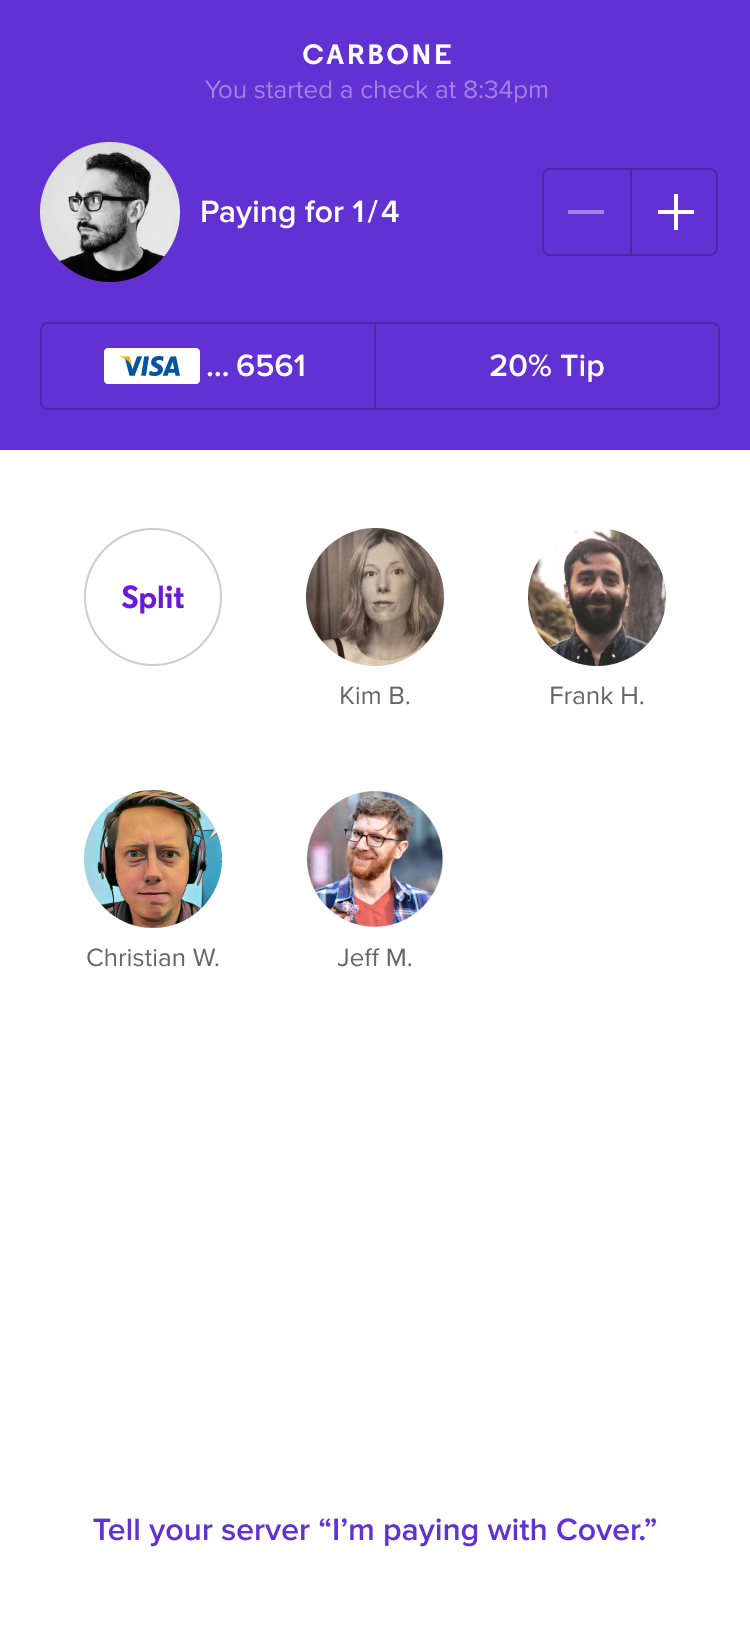 CARBONE
You started a check at 8:34pm
Paying for 1/4
VISA ... 6561
20% Tip
Split
Kim B.
Frank H.
Christian W.
Jeff M.
Tell your server “I’m paying with Cover.”